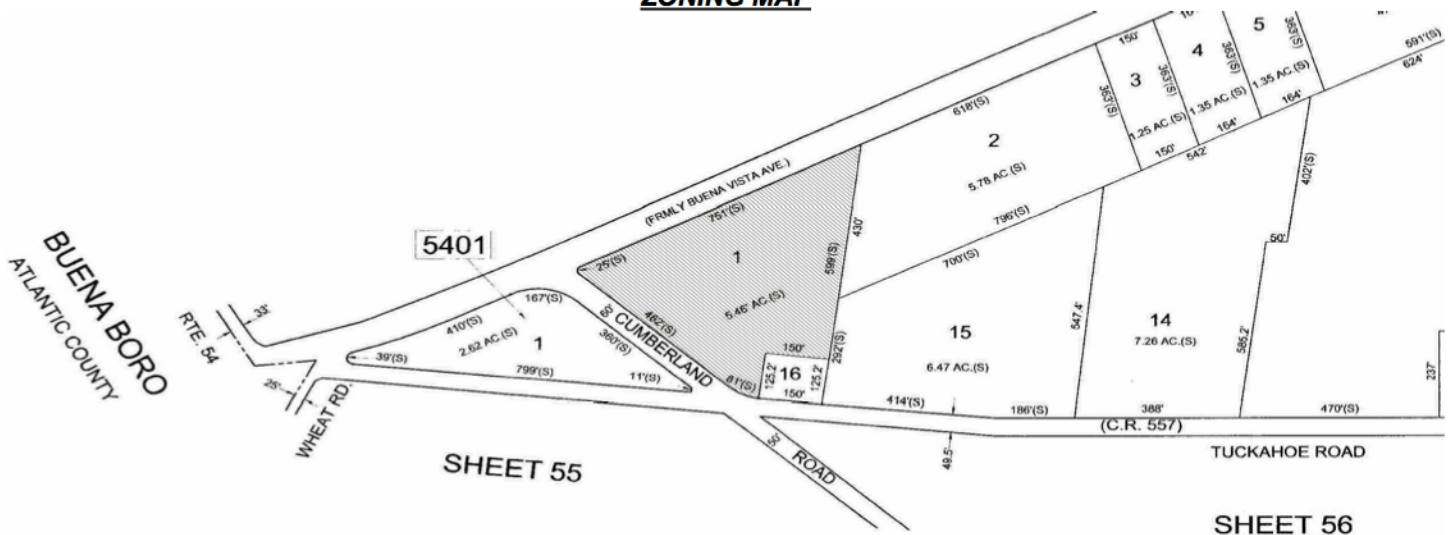 ZONING MAP
150'
3
363'(S)
363'(S)
1.25 AC.(S)
150'
4
363'(S)
1.35 AC.(S)
164'
5
363'(S)
1.35 AC.(S)
164'
591'(S)
624'
618'(S)
2
5.78 AC.(S)
542'
796'(S)
402'(S)
50'
(FRMLY BUENA VISTA AVE.)
751'(S)
25'(S)
1
430'
599'(S)
462'(S)
81'(S)
150'
292'(S)
16
125.2'
125.2'
150'
700'(S)
15
6.47 AC.(S)
547.4'
14
7.26 AC.(S)
585.2'
237'
5401
167'(S)
410'(S)
2.62 AC.(S)
1
60'
360'(S)
39'(S)
799'(S)
11'(S)
CUMBERLAND
BUENA BORO
ATLANTIC COUNTY
RTE. 54
33'
25'
WHEAT RD.
414'(S)
186'(S)
388'
470'(S)
(C.R. 557)
49.5'
TUCKAHOE ROAD
50'
ROAD
SHEET 55
SHEET 56